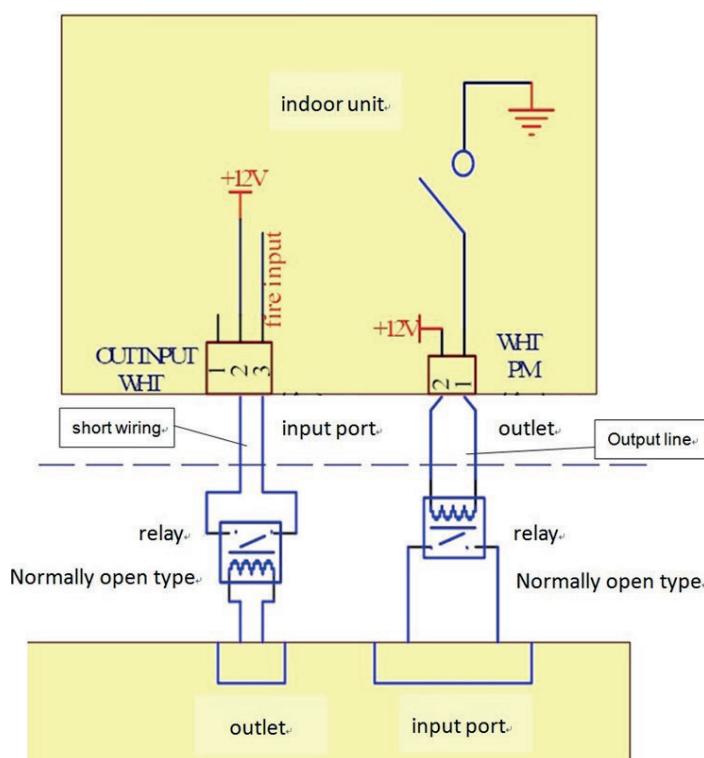 indoor unit
+12V
fire input
+12V
OUTINPUT
WHT
1
2
3
2
1
WHT
PM
short wiring
input port
outlet
Output line
relay
relay
Normally open type
Normally open type
outlet
input port